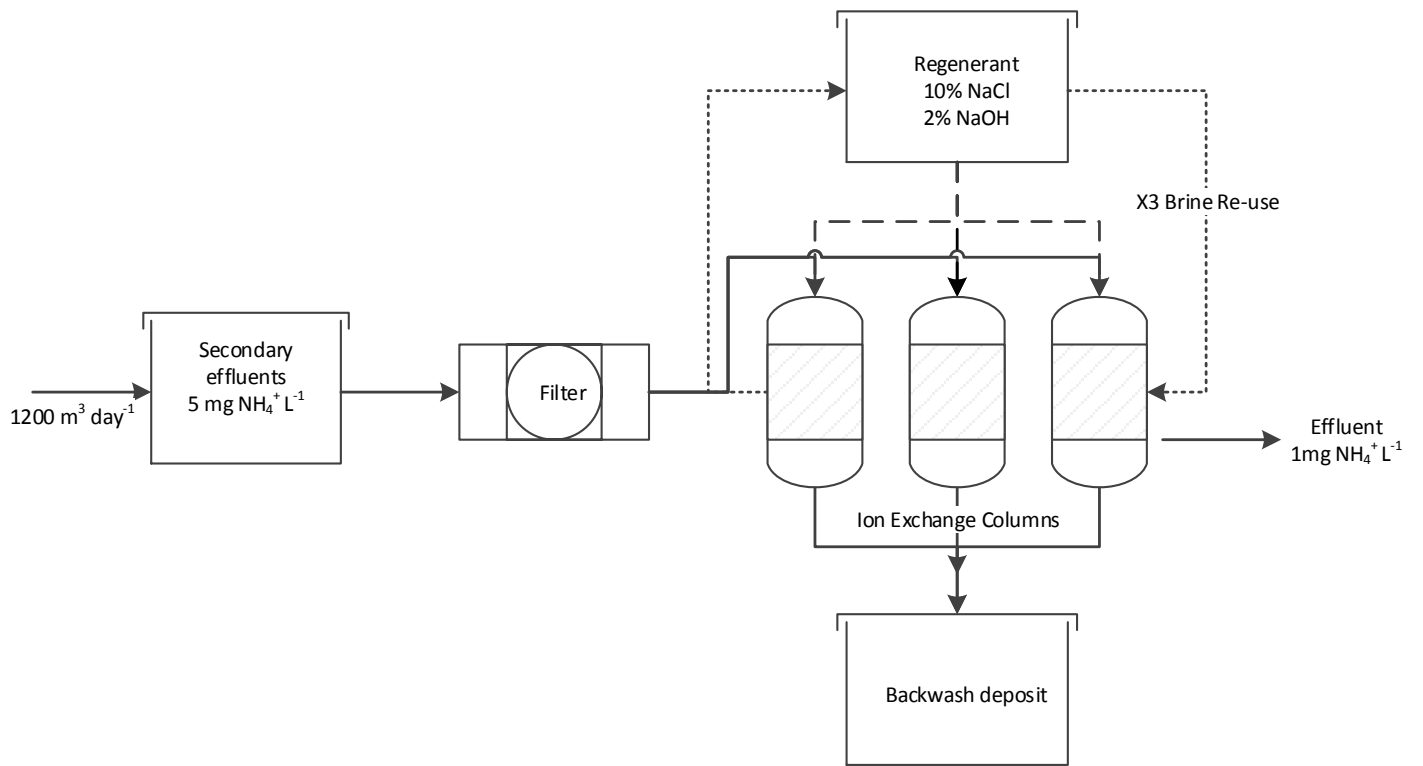 Regenerant
10% NaCl
2% NaOH
X3 Brine Re-use
Secondary
effluents
5 mg NH₄⁺ L⁻¹
1200 m³ day⁻¹
Filter
Effluent
1mg NH₄⁺ L⁻¹
Ion Exchange Columns
Backwash deposit